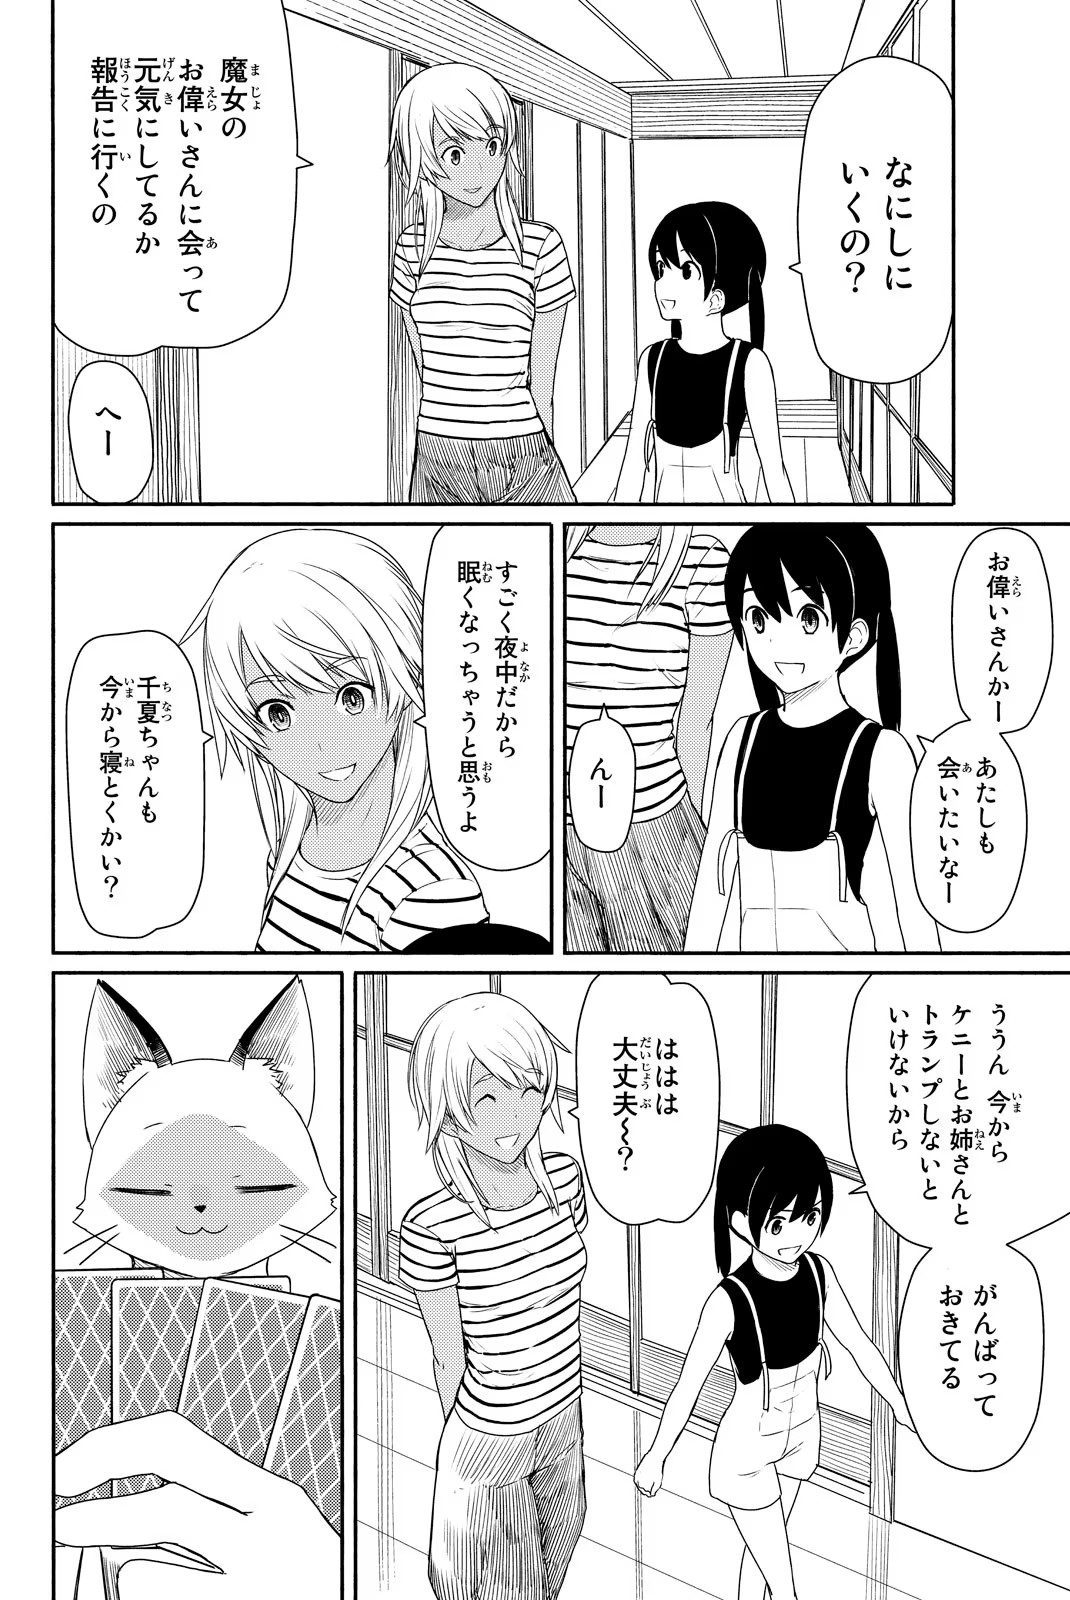 なにしに
いくの？
魔女の
お偉いさんに会って
元気にしてるか
報告に行くの
へー
お偉いさんかー
あたしも
会いたいなー
んー
すごく夜中だから
眠くなっちゃうと思うよ
千夏ちゃんも
今から寝とくかい？
ううん 今から
ケニーとお姉さんと
トランプしないと
いけないから
がんばって
おきてる
ははは
大丈夫〜？